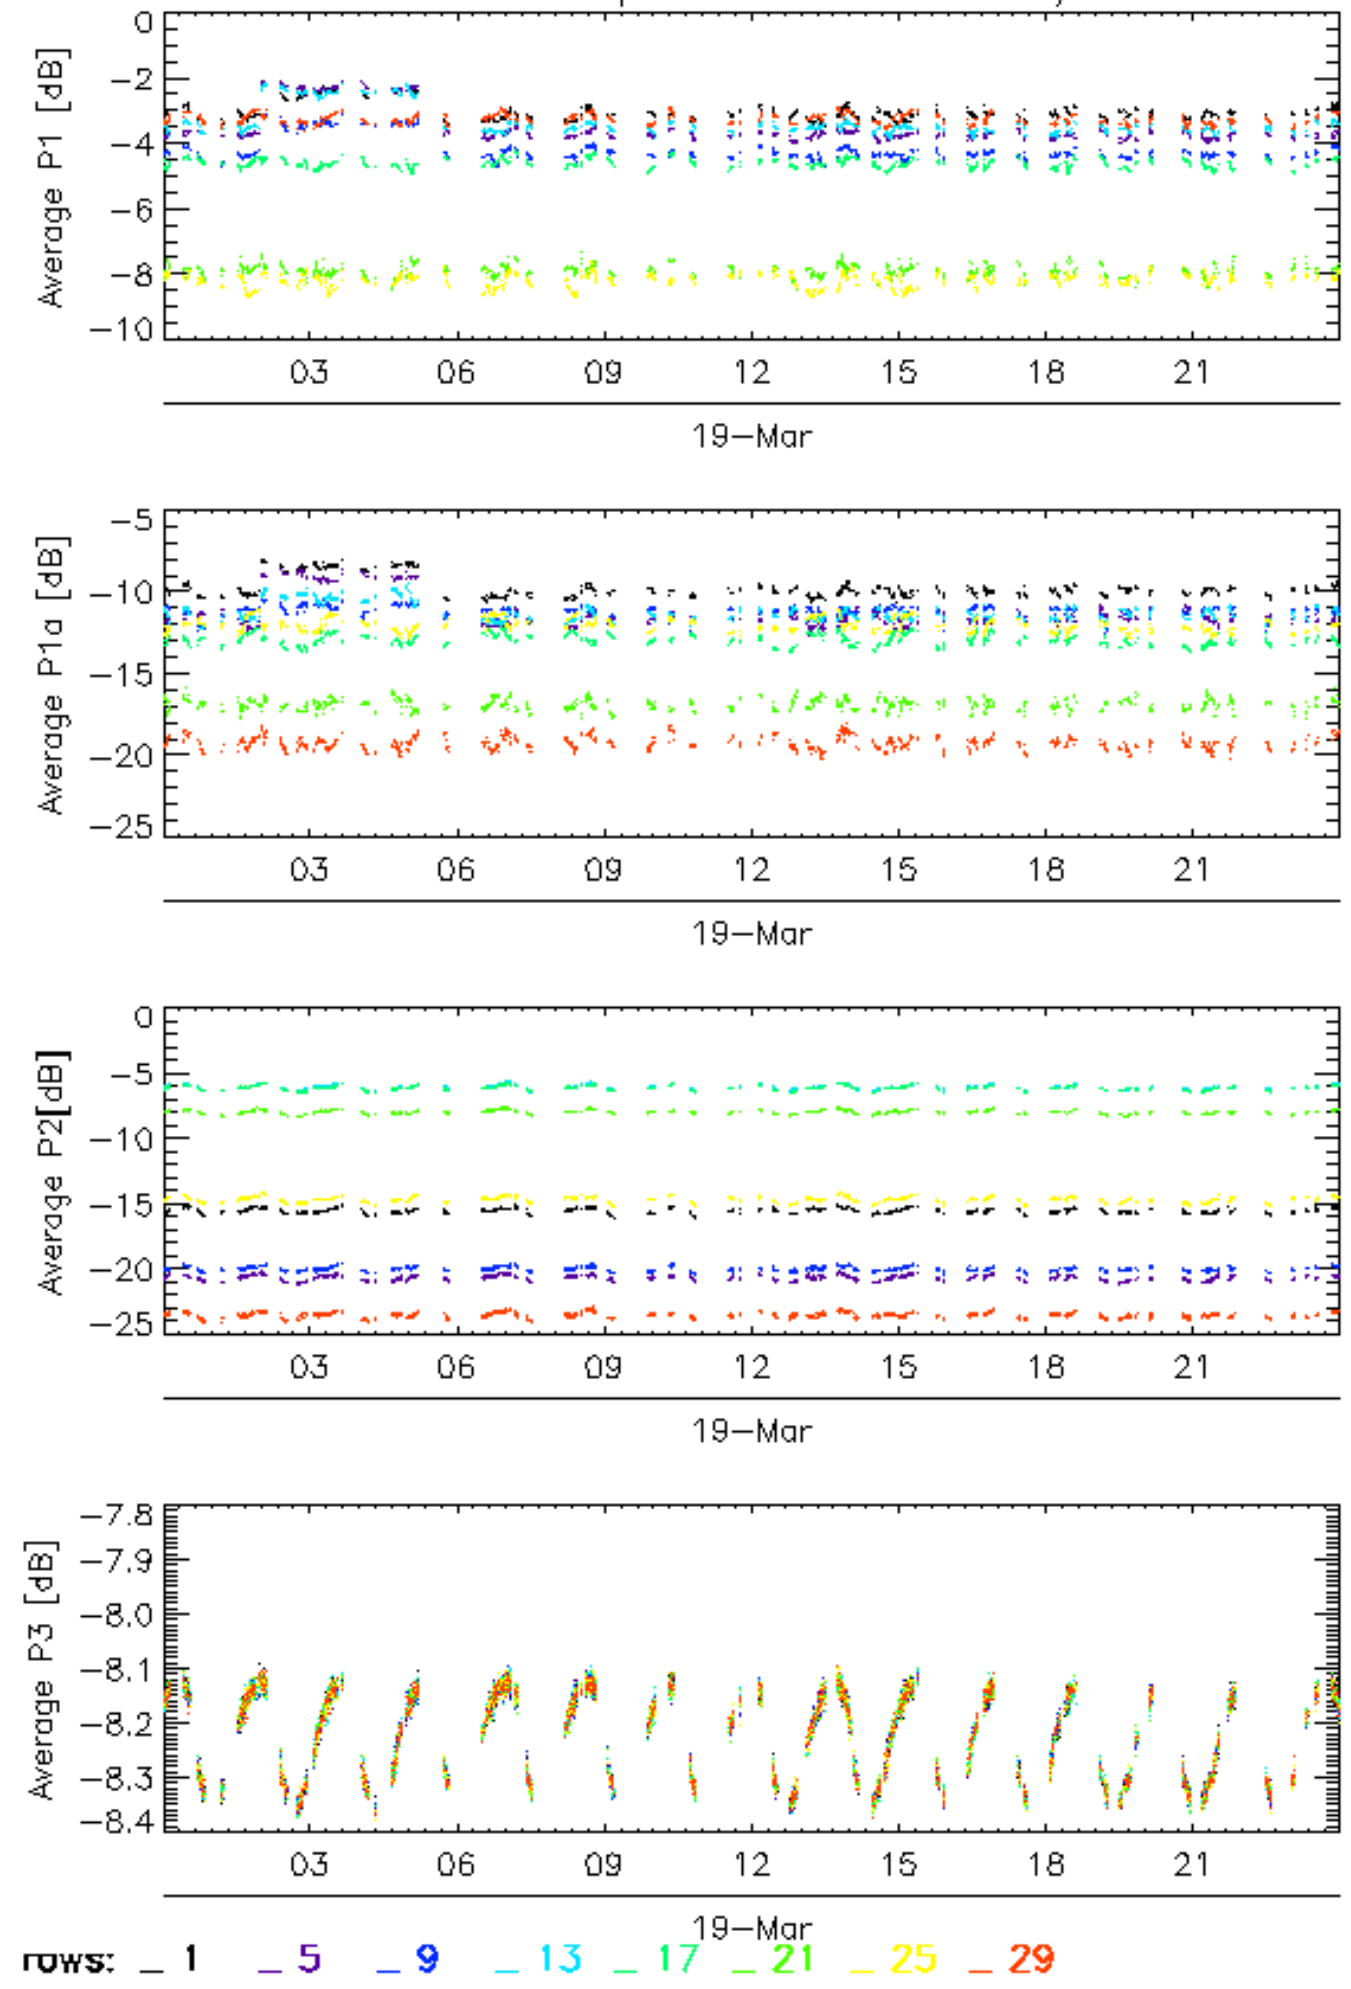 0
−2
−4
−6
−8
−10
Average P1 [dB]
03 06 09 12 15 18 21
19−Mar
−5
−10
−15
−20
−25
Average P1a [dB]
03 06 09 12 15 18 21
19−Mar
0
−5
−10
−15
−20
−25
Average P2[dB]
03 06 09 12 15 18 21
19−Mar
−7.8
−7.9
−8.0
−8.1
−8.2
−8.3
−8.4
Average P3 [dB]
03 06 09 12 15 18 21
19−Mar
rows: _ 1 _ 5 _ 9 _ 13 _ 17 _ 21 _ 25 _ 29